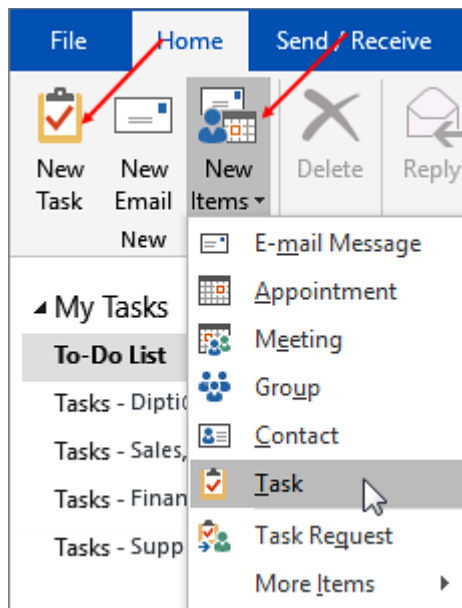 File Home Send / Receive
New Task
New Email
New Items
Delete
Reply
New
E-mail Message
Appointment
Meeting
Group
Contact
Task
Task Request
More Items
My Tasks
To-Do List
Tasks - Dipti
Tasks - Sales,
Tasks - Finan
Tasks - Supp